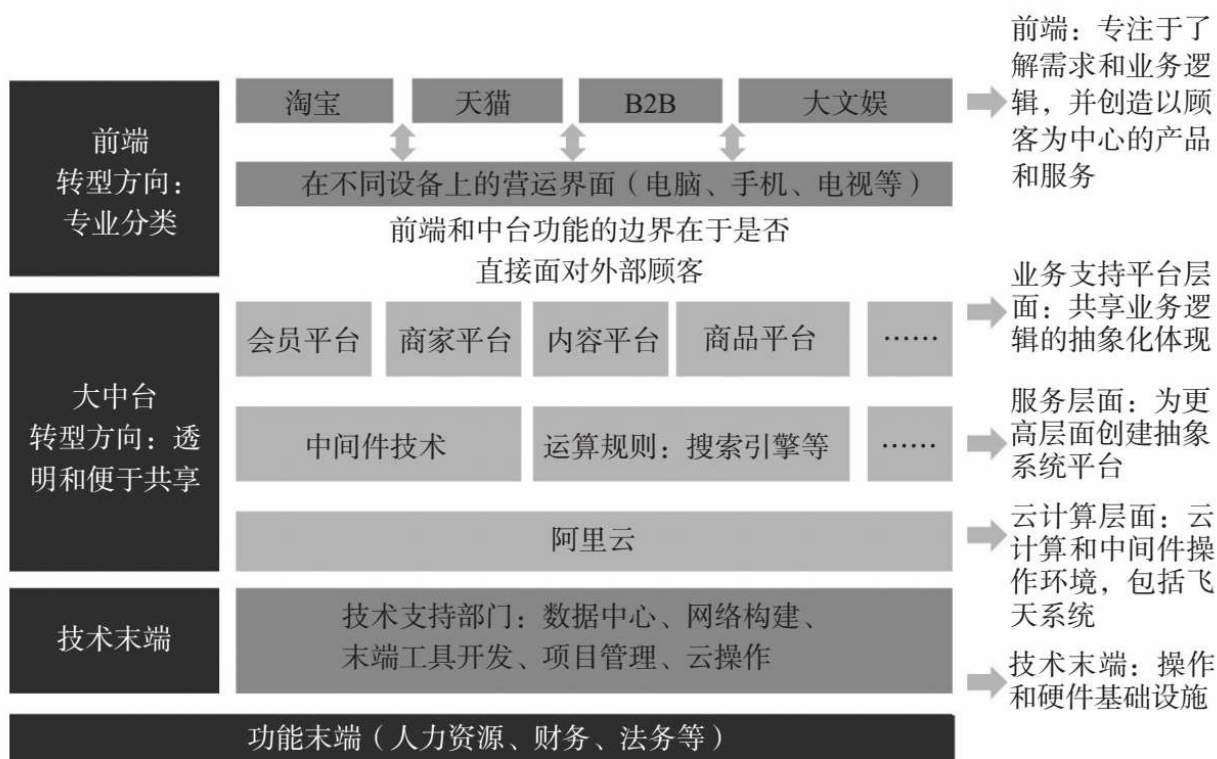 前端
转型方向：
专业分类
淘宝
天猫
B2B
大文娱
在不同设备上的营运界面（电脑、手机、电视等）
前端和中台功能的边界在于是否
直接面对外部顾客
前端：专注于了
解需求和业务逻
辑，并创造以顾
客为中心的产品
和服务
大中台
转型方向：透
明和便于共享
会员平台
商家平台
内容平台
商品平台
……
业务支持平台层
面：共享业务逻
辑的抽象化体现
中间件技术
运算规则：搜索引擎等
……
服务层面：为更
高层面创建抽象
系统平台
阿里云
云计算层面：云
计算和中间件操
作环境，包括飞
天系统
技术末端
技术支持部门：数据中心、网络构建、
末端工具开发、项目管理、云操作
技术末端：操作
和硬件基础设施
功能末端（人力资源、财务、法务等）